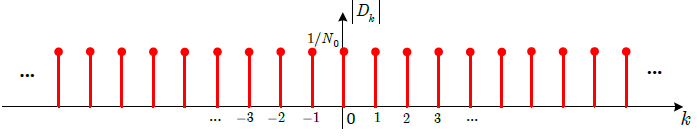 |D_k|
1/N_0
... ...
... −3 −2 −1 0 1 2 3 ... k